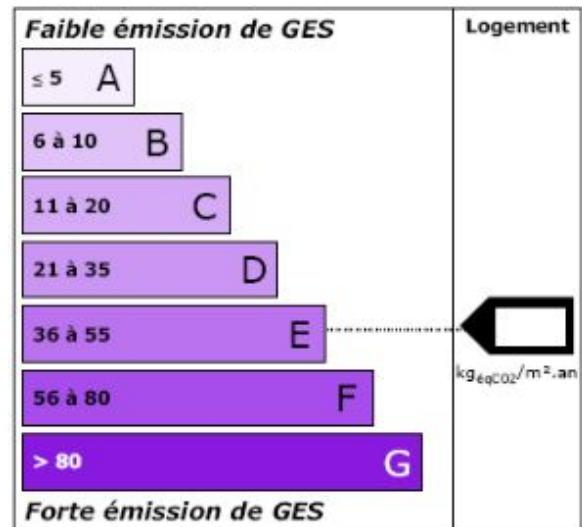 Faible émission de GES
Logement
≤ 5 A
6 à 10 B
11 à 20 C
21 à 35 D
36 à 55 E
56 à 80 F
> 80 G
kgéqCO2/m².an
Forte émission de GES